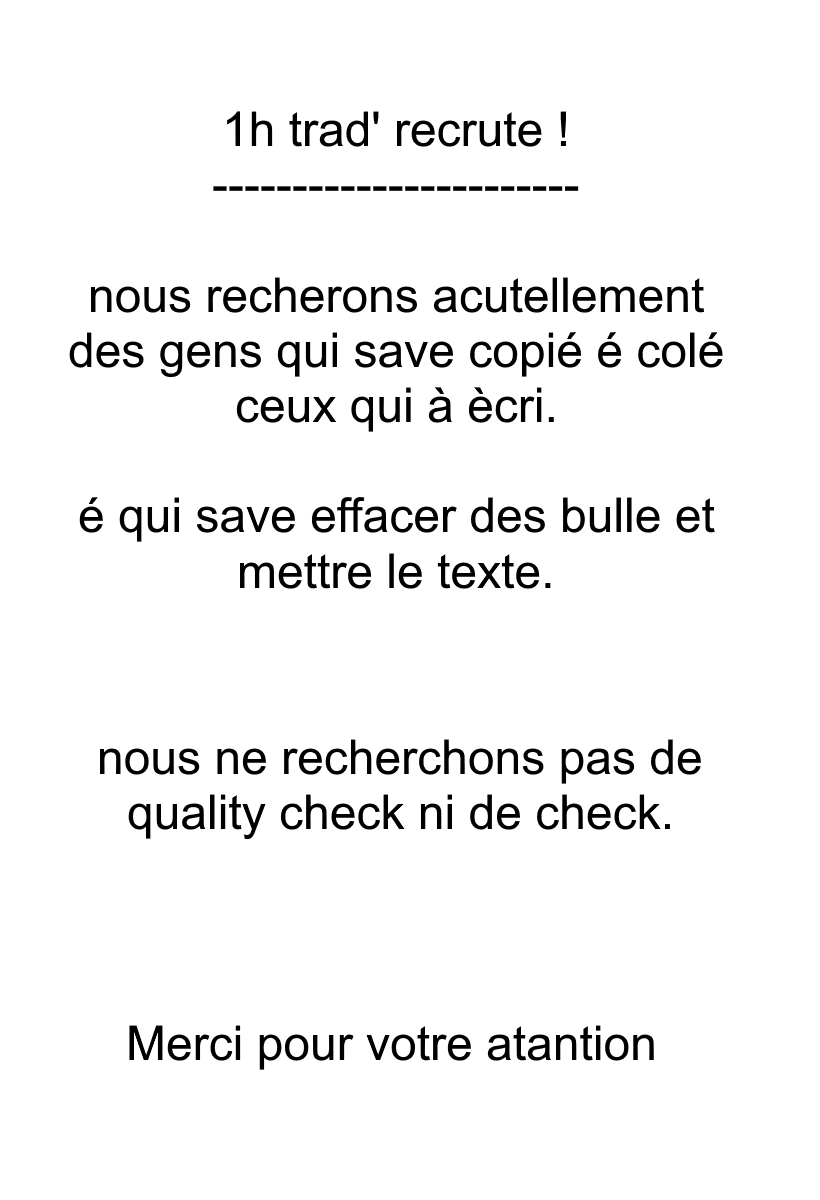 1h trad' recrute !
-----------------------
nous recherons acutellement
des gens qui save copié é colé
ceux qui à ècri.
é qui save effacer des bulle et
mettre le texte.
nous ne recherchons pas de
quality check ni de check.
Merci pour votre atantion